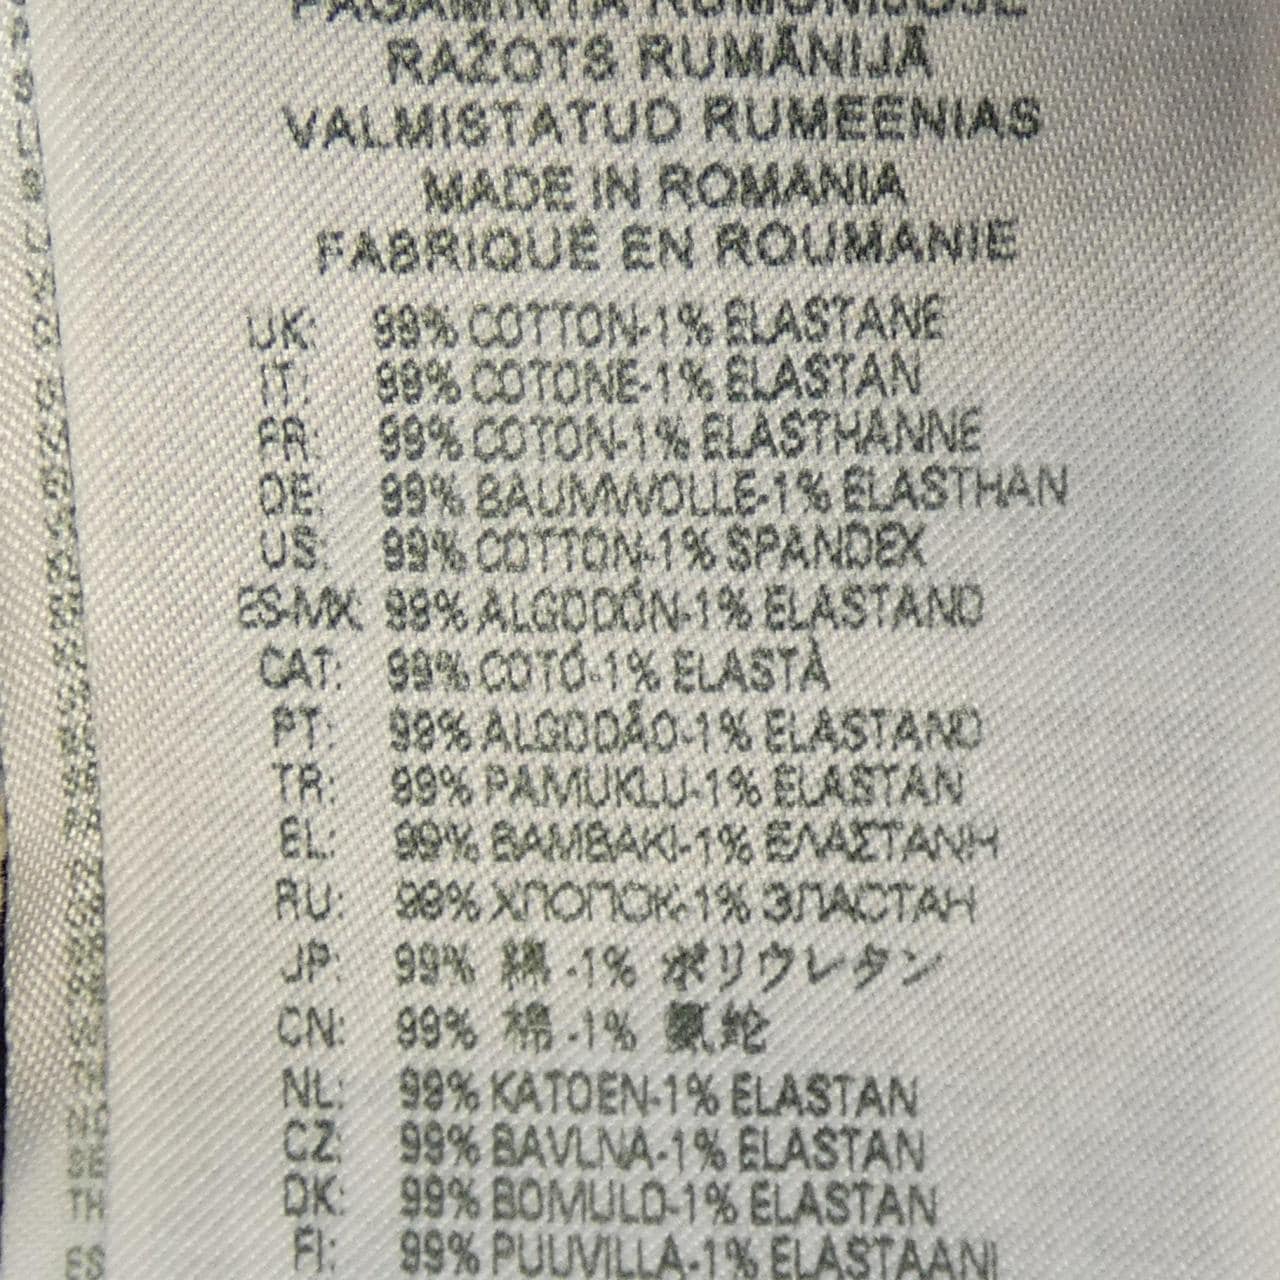 PAGAMINTA RUMUNIJOJE
RAŽOTS RUMĀNIJĀ
VALMISTATUD RUMEENIAS
MADE IN ROMANIA
FABRIQUÉ EN ROUMANIE
UK: 99% COTTON-1% ELASTANE
IT: 99% COTONE-1% ELASTAN
FR: 99% COTON-1% ELASTHANNE
DE: 99% BAUMWOLLE-1% ELASTHAN
US: 99% COTTON-1% SPANDEX
ES-MX: 99% ALGODÓN-1% ELASTANO
CAT: 99% COTÓ-1% ELASTÀ
PT: 99% ALGODÃO-1% ELASTANO
TR: 99% PAMUKLU-1% ELASTAN
EL: 99% ΒΑΜΒΑΚΙ-1% ΕΛΑΣΤΑΝΗ
RU: 99% ХЛОПОК-1% ЭЛАСТАН
JP: 99% 綿 -1% ポリウレタン
CN: 99% 棉 -1% 氨纶
NL: 99% KATOEN-1% ELASTAN
CZ: 99% BAVLNA-1% ELASTAN
DK: 99% BOMULD-1% ELASTAN
FI: 99% PUUVILLA-1% ELASTAANI
TH
ES